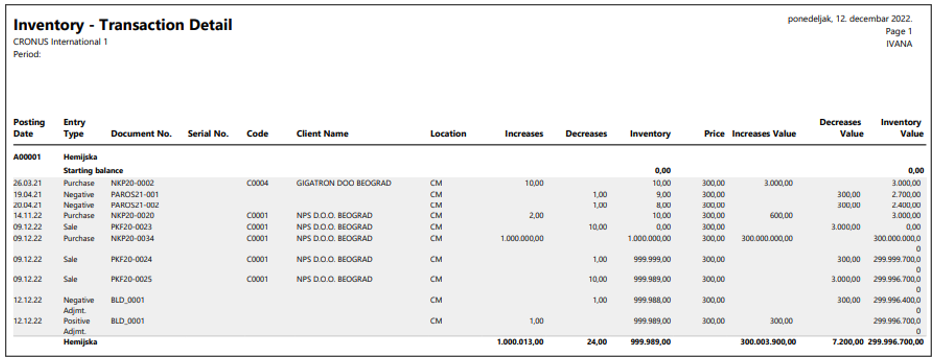 Inventory - Transaction Detail
ponedeljak, 12. decembar 2022.
CRONUS International 1
Page 1
Period:
IVANA
Posting Date Entry Type Document No. Serial No. Code Client Name Location Increases Decreases Inventory Price Increases Value Decreases Value Inventory Value
A00001 Hemijska
Starting balance 0,00 0,00
26.03.21 Purchase NKP20-0002 C0004 GIGATRON DOO BEOGRAD CM 10,00 10,00 300,00 3.000,00 3.000,00
19.04.21 Negative PAROS21-001 CM 1,00 9,00 300,00 300,00 2.700,00
20.04.21 Negative PAROS21-002 CM 1,00 8,00 300,00 300,00 2.400,00
14.11.22 Purchase NKP20-0020 C0001 NPS D.O.O. BEOGRAD CM 2,00 10,00 300,00 600,00 3.000,00
09.12.22 Sale PKF20-0023 C0001 NPS D.O.O. BEOGRAD CM 10,00 0,00 300,00 3.000,00 0,00
09.12.22 Purchase NKP20-0034 C0001 NPS D.O.O. BEOGRAD CM 1.000.000,00 1.000.000,00 300,00 300.000.000,00 300.000.000,0
0
09.12.22 Sale PKF20-0024 C0001 NPS D.O.O. BEOGRAD CM 1,00 999.999,00 300,00 300,00 299.999.700,0
0
09.12.22 Sale PKF20-0025 C0001 NPS D.O.O. BEOGRAD CM 10,00 999.989,00 300,00 3.000,00 299.996.700,0
0
12.12.22 Negative BLD_0001 CM 1,00 999.988,00 300,00 300,00 299.996.400,0
Adjmt. 0
12.12.22 Positive BLD_0001 CM 1,00 999.989,00 300,00 300,00 299.996.700,0
Adjmt. 0
Hemijska 1.000.013,00 24,00 999.989,00 300.003.900,00 7.200,00 299.996.700,00